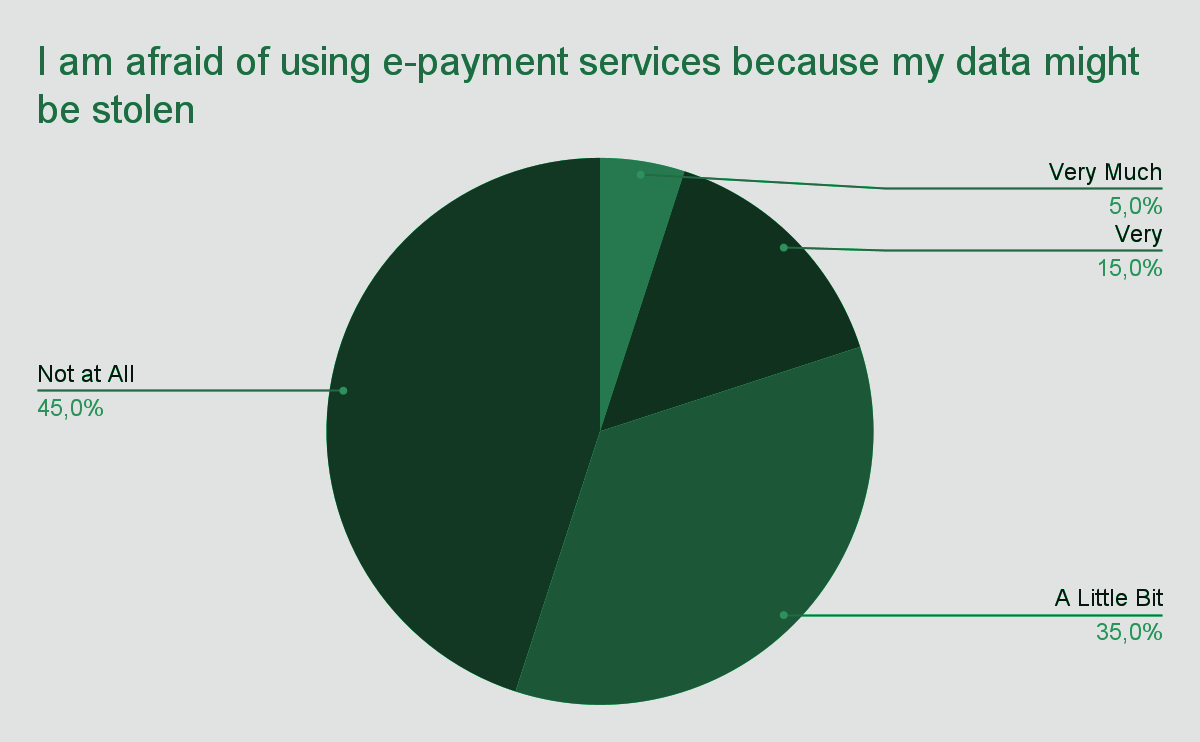 I am afraid of using e-payment services because my data might
be stolen
Very Much
5,0%
Very
15,0%
Not at All
45,0%
A Little Bit
35,0%